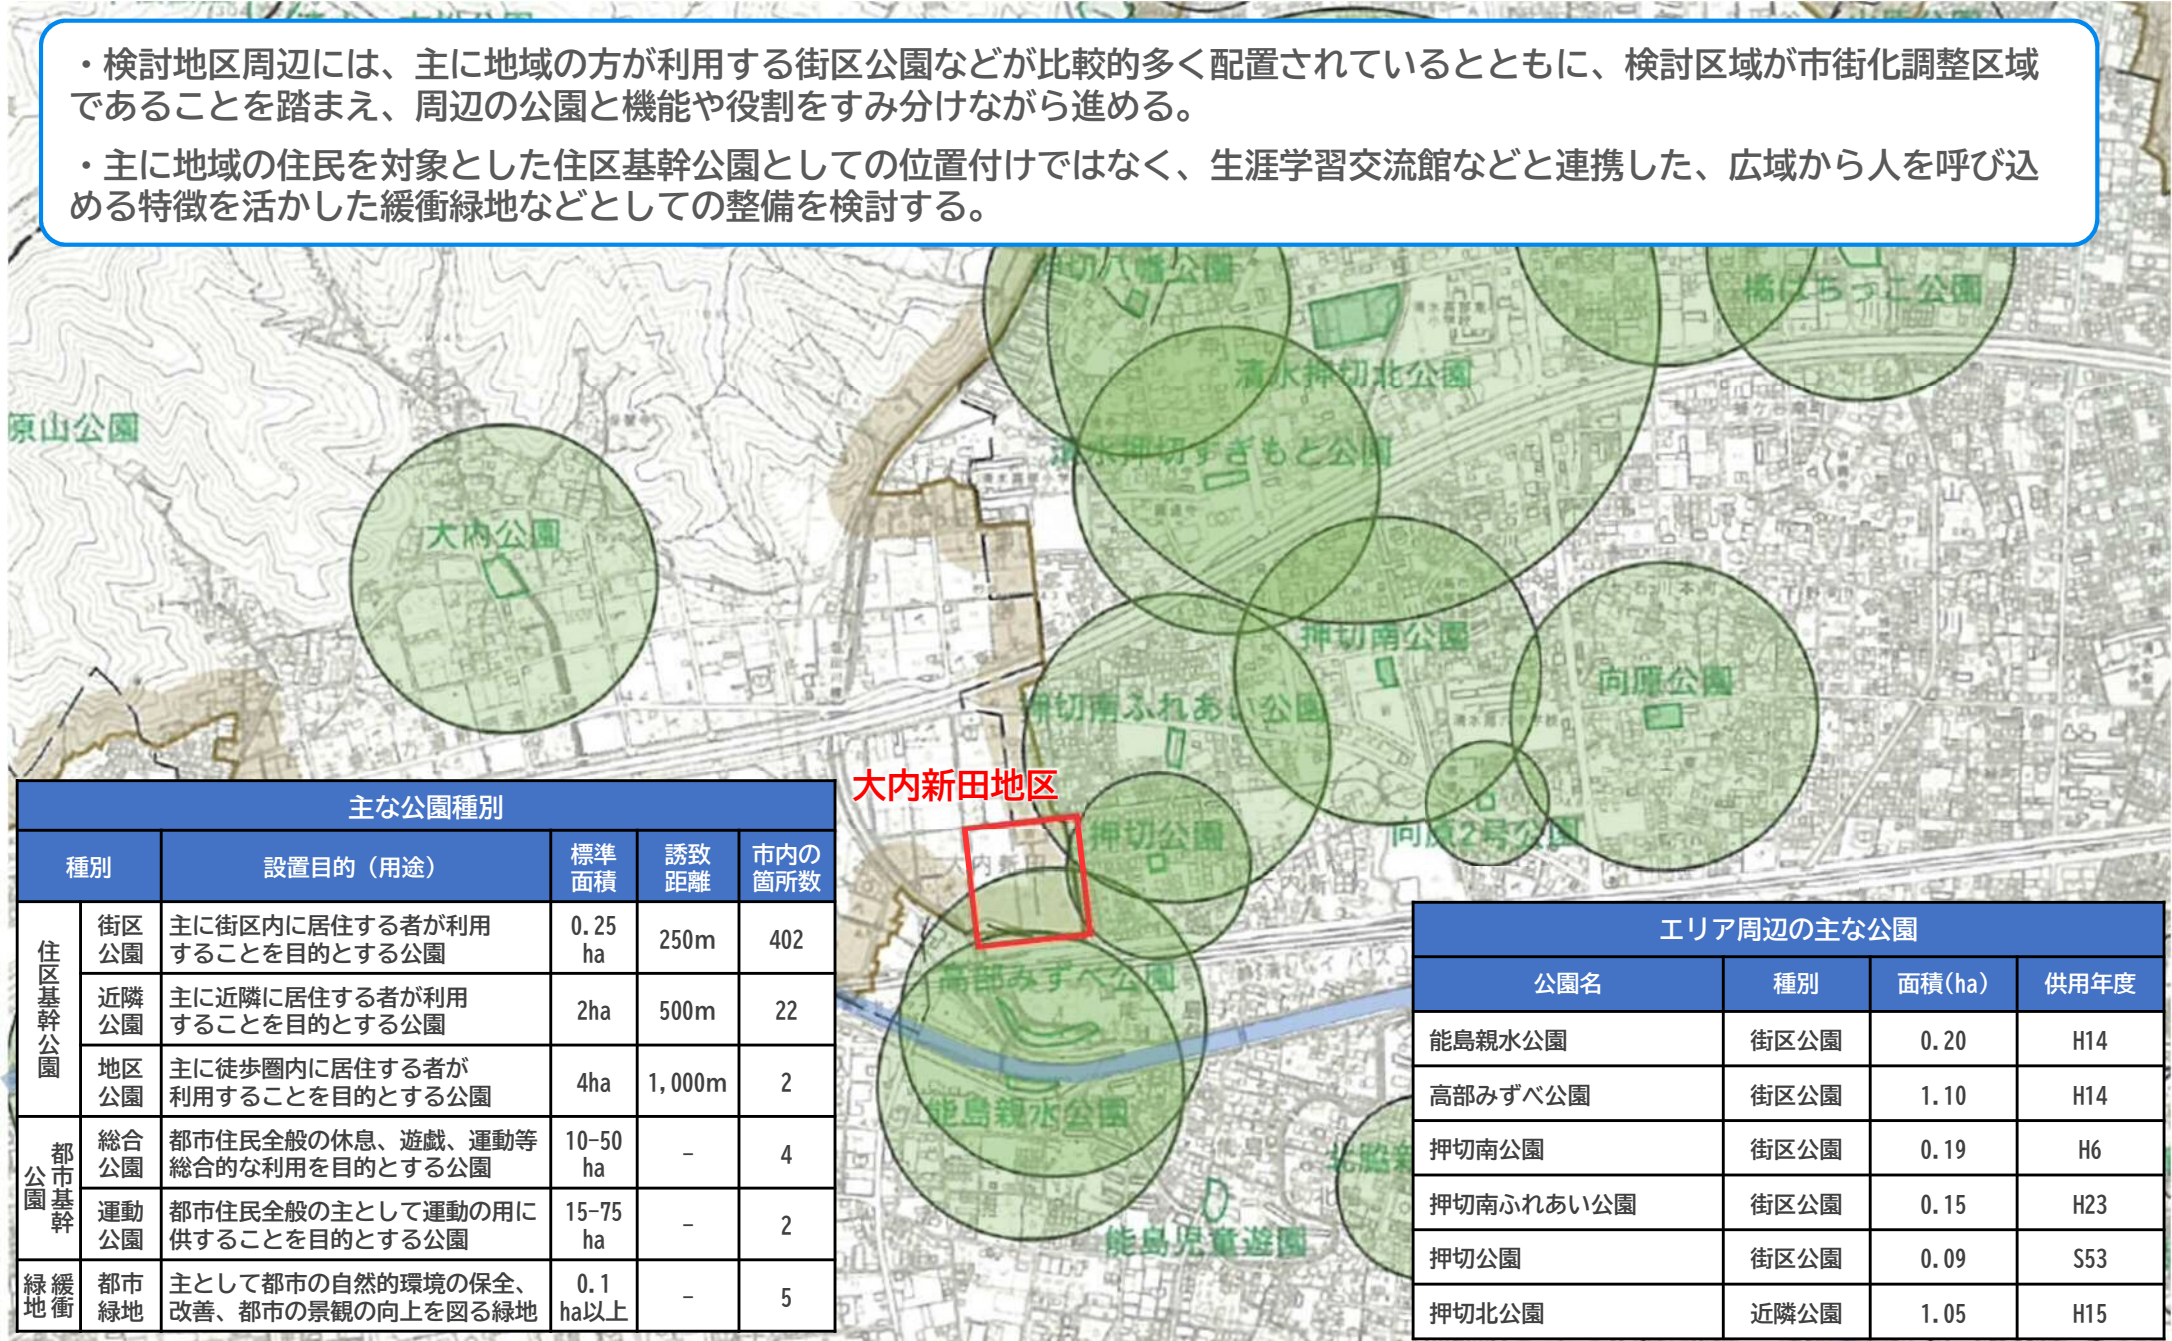 ・検討地区周辺には、主に地域の方が利用する街区公園などが比較的多く配置されているとともに、検討区域が市街化調整区域
であることを踏まえ、周辺の公園と機能や役割をすみ分けながら進める。
・主に地域の住民を対象とした住区基幹公園としての位置付けではなく、生涯学習交流館などと連携した、広域から人を呼び込
める特徴を活かした緩衝緑地などとしての整備を検討する。
切八幡公園
橘はちっこ公園
清水押切北公園
原山公園
清水押切すぎもと公園
大内公園
押切南公園
向原公園
押切南ふれあい公園
大内新田地区
押切公園
向原2号公園
大内新田
高部みずべ公園
能島親水公園
能島児童遊園
主な公園種別
種別 設置目的（用途） 標準面積 誘致距離 市内の箇所数
住区基幹公園
街区公園 主に街区内に居住する者が利用することを目的とする公園 0.25ha 250m 402
近隣公園 主に近隣に居住する者が利用することを目的とする公園 2ha 500m 22
地区公園 主に徒歩圏内に居住する者が利用することを目的とする公園 4ha 1,000m 2
都市基幹公園
総合公園 都市住民全般の休息、遊戯、運動等総合的な利用を目的とする公園 10-50ha - 4
運動公園 都市住民全般の主として運動の用に供することを目的とする公園 15-75ha - 2
緩衝緑地
都市緑地 主として都市の自然的環境の保全、改善、都市の景観の向上を図る緑地 0.1ha以上 - 5
エリア周辺の主な公園
公園名 種別 面積(ha) 供用年度
能島親水公園 街区公園 0.20 H14
高部みずべ公園 街区公園 1.10 H14
押切南公園 街区公園 0.19 H6
押切南ふれあい公園 街区公園 0.15 H23
押切公園 街区公園 0.09 S53
押切北公園 近隣公園 1.05 H15